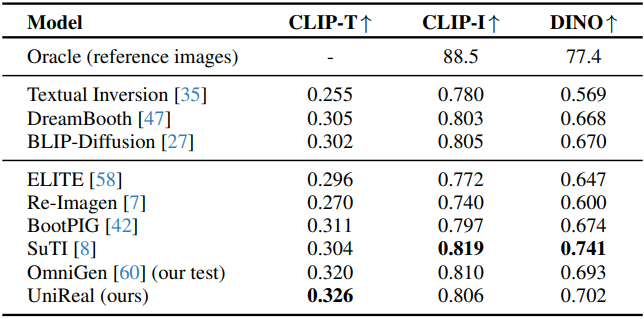 Model CLIP-T↑ CLIP-I↑ DINO↑
Oracle (reference images) - 88.5 77.4
Textual Inversion [35] 0.255 0.780 0.569
DreamBooth [47] 0.305 0.803 0.668
BLIP-Diffusion [27] 0.302 0.805 0.670
ELITE [58] 0.296 0.772 0.647
Re-Imagen [7] 0.270 0.740 0.600
BootPIG [42] 0.311 0.797 0.674
SuTI [8] 0.304 0.819 0.741
OmniGen [60] (our test) 0.320 0.810 0.693
UniReal (ours) 0.326 0.806 0.702